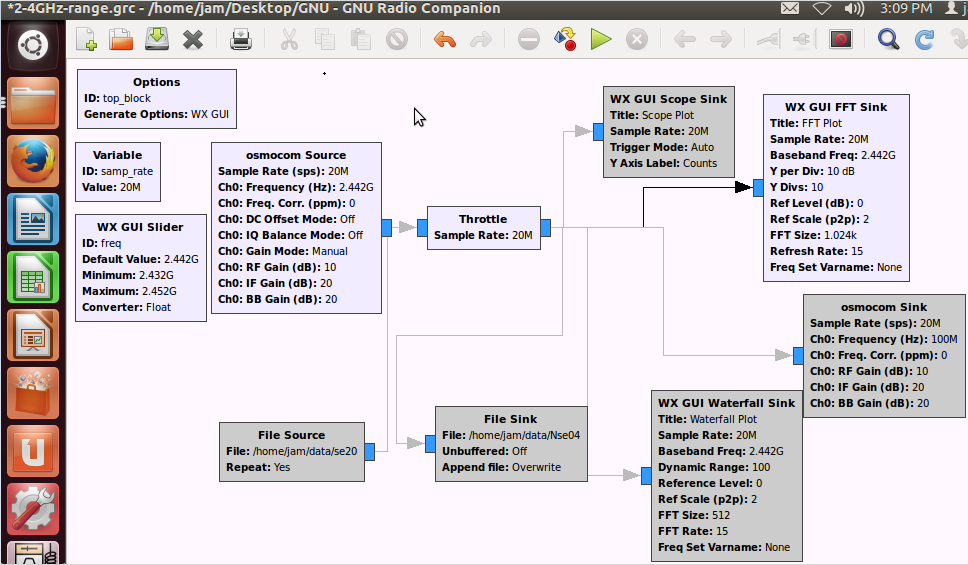 *2-4GHz-range.grc - /home/jam/Desktop/GNU - GNU Radio Companion
3:09 PM
Options
ID: top_block
Generate Options: WX GUI
Variable
ID: samp_rate
Value: 20M
WX GUI Slider
ID: freq
Default Value: 2.442G
Minimum: 2.432G
Maximum: 2.452G
Converter: Float
osmocom Source
Sample Rate (sps): 20M
Ch0: Frequency (Hz): 2.442G
Ch0: Freq. Corr. (ppm): 0
Ch0: DC Offset Mode: Off
Ch0: IQ Balance Mode: Off
Ch0: Gain Mode: Manual
Ch0: RF Gain (dB): 10
Ch0: IF Gain (dB): 20
Ch0: BB Gain (dB): 20
Throttle
Sample Rate: 20M
WX GUI Scope Sink
Title: Scope Plot
Sample Rate: 20M
Trigger Mode: Auto
Y Axis Label: Counts
WX GUI FFT Sink
Title: FFT Plot
Sample Rate: 20M
Baseband Freq: 2.442G
Y per Div: 10 dB
Y Divs: 10
Ref Level (dB): 0
Ref Scale (p2p): 2
FFT Size: 1.024k
Refresh Rate: 15
Freq Set Varname: None
osmocom Sink
Sample Rate (sps): 20M
Ch0: Frequency (Hz): 100M
Ch0: Freq. Corr. (ppm): 0
Ch0: RF Gain (dB): 10
Ch0: IF Gain (dB): 20
Ch0: BB Gain (dB): 20
File Source
File: /home/jam/data/se20
Repeat: Yes
File Sink
File: /home/jam/data/Nse04
Unbuffered: Off
Append file: Overwrite
WX GUI Waterfall Sink
Title: Waterfall Plot
Sample Rate: 20M
Baseband Freq: 2.442G
Dynamic Range: 100
Reference Level: 0
Ref Scale (p2p): 2
FFT Size: 512
FFT Rate: 15
Freq Set Varname: None